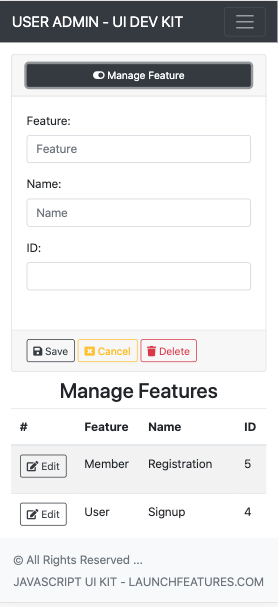 USER ADMIN - UI DEV KIT
Manage Feature
Feature:
Feature
Name:
Name
ID:
Save Cancel Delete
Manage Features
# Feature Name ID
Edit Member Registration 5
Edit User Signup 4
© All Rights Reserved ...
JAVASCRIPT UI KIT - LAUNCHFEATURES.COM